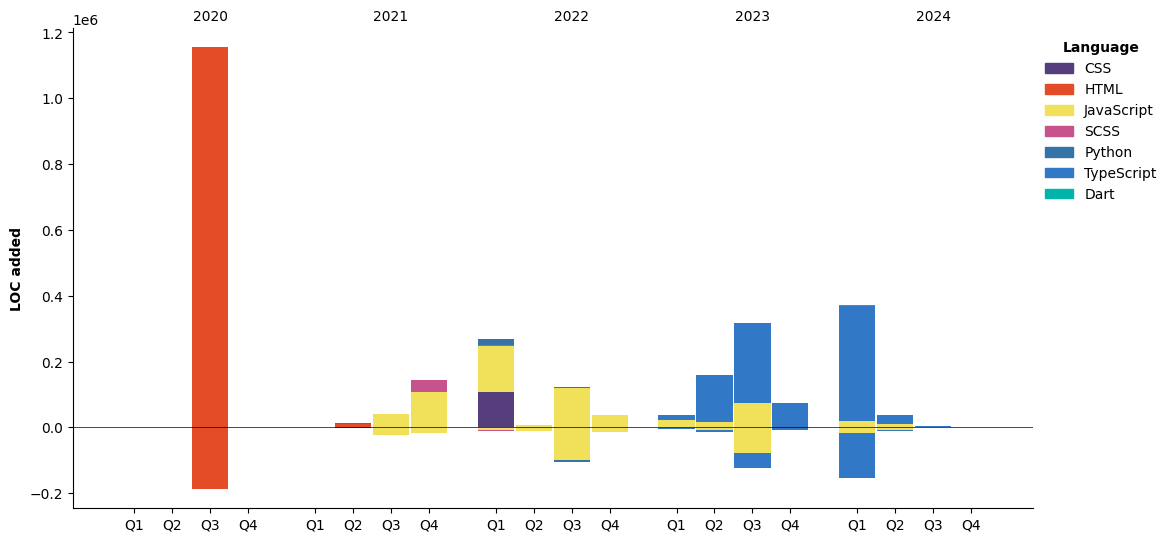 2020 2021 2022 2023 2024
1e6
Language
CSS
HTML
JavaScript
SCSS
Python
TypeScript
Dart
1.2
1.0
0.8
0.6
0.4
0.2
0.0
−0.2
LOC added
Q1 Q2 Q3 Q4 Q1 Q2 Q3 Q4 Q1 Q2 Q3 Q4 Q1 Q2 Q3 Q4 Q1 Q2 Q3 Q4